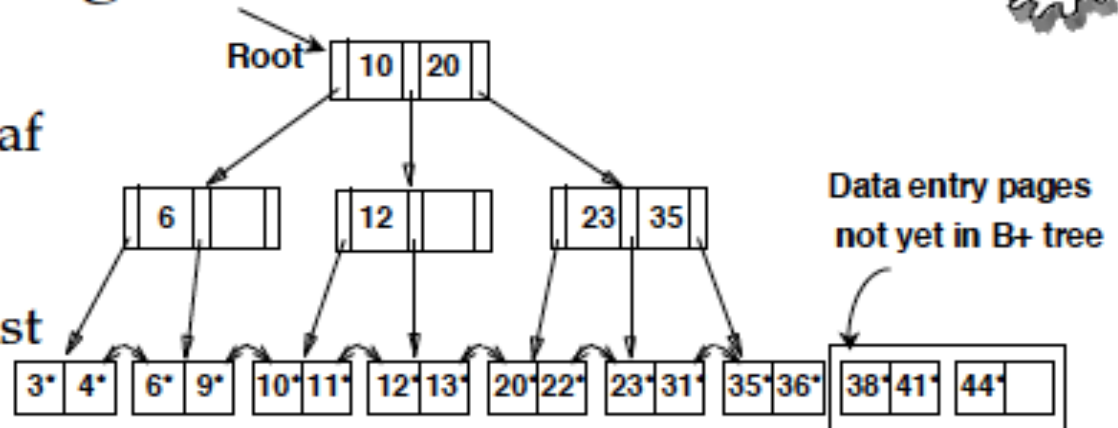 Root
10 20
af
6
12
23 35
Data entry pages
not yet in B+ tree
st
3* 4* 6* 9* 10* 11* 12* 13* 20* 22* 23* 31* 35* 36* 38* 41* 44*